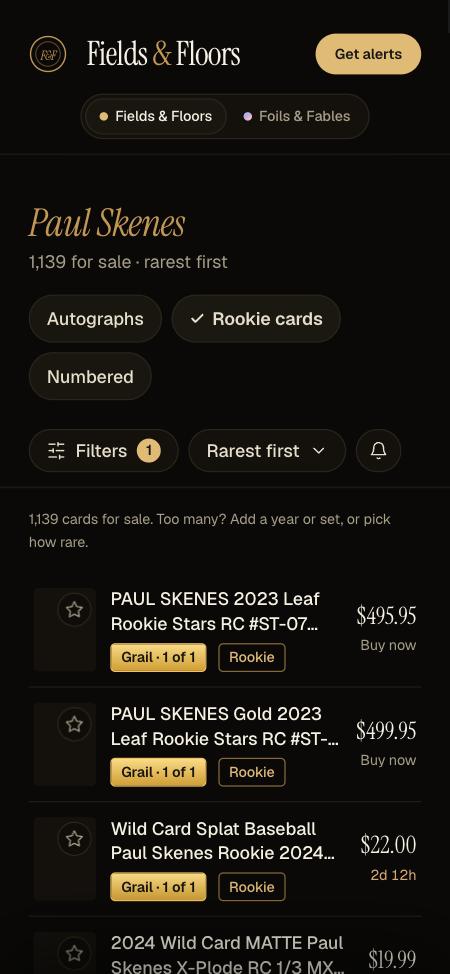 F&F
Fields & Floors
Get alerts
Fields & Floors
Foils & Fables
Paul Skenes
1,139 for sale · rarest first
Autographs
Rookie cards
Numbered
Filters 1
Rarest first
1,139 cards for sale. Too many? Add a year or set, or pick
how rare.
PAUL SKENES 2023 Leaf
Rookie Stars RC #ST-07...
Grail · 1 of 1
Rookie
$495.95
Buy now
PAUL SKENES Gold 2023
Leaf Rookie Stars RC #ST-...
Grail · 1 of 1
Rookie
$499.95
Buy now
Wild Card Splat Baseball
Paul Skenes Rookie 2024...
Grail · 1 of 1
Rookie
$22.00
2d 12h
2024 Wild Card MATTE Paul
Skenes X-Plode RC 1/3 MX...
$19.99